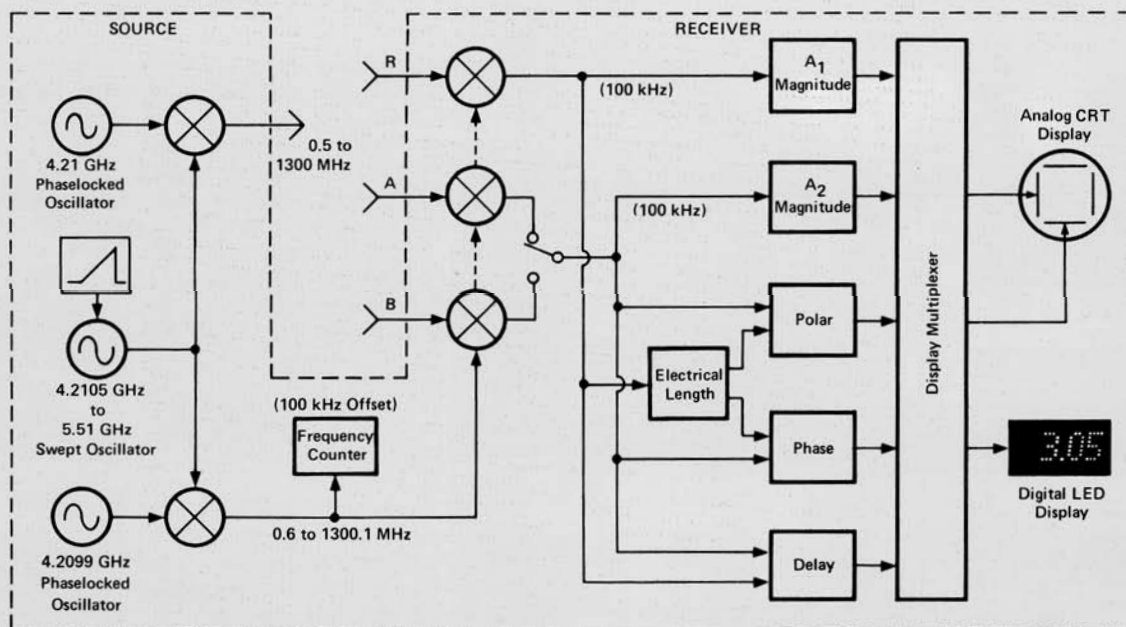 SOURCE
RECEIVER
R
(100 kHz)
A1
Magnitude
4.21 GHz
Phaselocked
Oscillator
0.5 to
1300 MHz
A
(100 kHz)
A2
Magnitude
Analog CRT
Display
4.2105 GHz
to
5.51 GHz
Swept Oscillator
B
Electrical
Length
Polar
Display Multiplexer
(100 kHz Offset)
Frequency
Counter
Phase
3.05
Digital LED
Display
4.2099 GHz
Phaselocked
Oscillator
0.6 to 1300.1 MHz
Delay